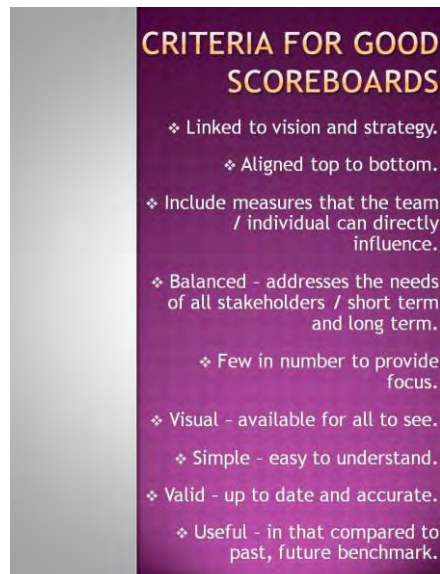 CRITERIA FOR GOOD
SCOREBOARDS
❖ Linked to vision and strategy.
❖ Aligned top to bottom.
❖ Include measures that the team
/ individual can directly
influence.
❖ Balanced – addresses the needs
of all stakeholders / short term
and long term.
❖ Few in number to provide
focus.
❖ Visual – available for all to see.
❖ Simple – easy to understand.
❖ Valid – up to date and accurate.
❖ Useful – in that compared to
past, future benchmark.